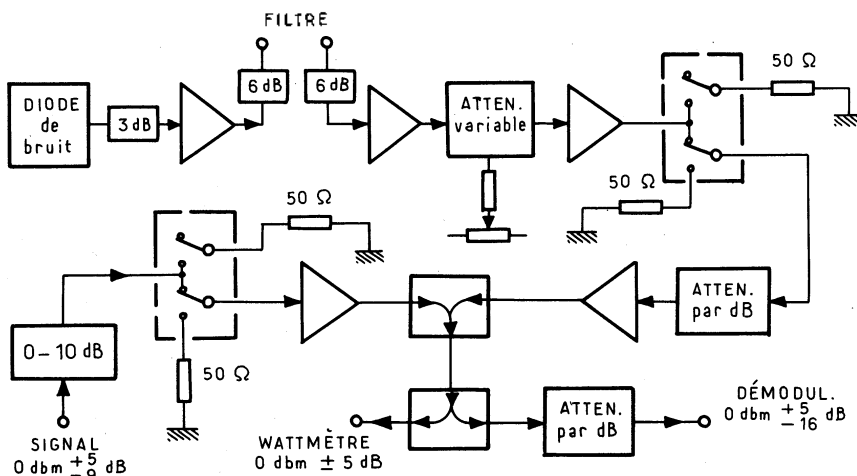 FILTRE
DIODE
de
bruit
3 dB
6 dB
6 dB
ATTEN.
variable
50 Ω
50 Ω
50 Ω
0 – 10 dB
50 Ω
ATTEN.
par dB
SIGNAL
0 dbm +5 −9 dB
WATTMÈTRE
0 dbm ± 5 dB
ATTEN.
par dB
DÉMODUL.
0 dbm +5 −16 dB